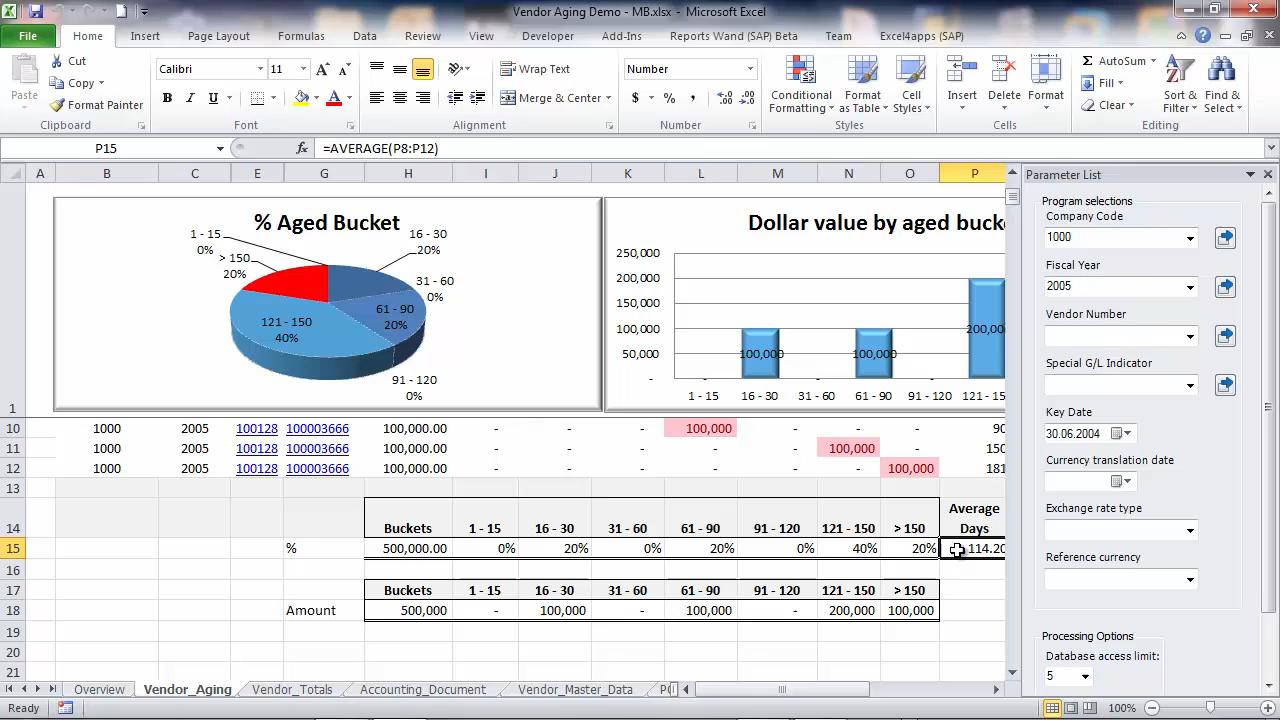 Vendor Aging Demo - MB.xlsx - Microsoft Excel
File Home Insert Page Layout Formulas Data Review View Developer Add-Ins Reports Wand (SAP) Beta Team Excel4apps (SAP)
Paste
Cut
Copy
Format Painter
Clipboard
Calibri 11
B I U
Font
Wrap Text
Merge & Center
Alignment
Number
$ % ,
Number
Conditional Formatting
Format as Table
Cell Styles
Styles
Insert Delete Format
Cells
AutoSum
Fill
Clear
Sort & Filter
Find & Select
Editing
P15 fx =AVERAGE(P8:P12)
A B C E G H I J K L M N O P
1
% Aged Bucket
1 - 15
0%
> 150
20%
16 - 30
20%
31 - 60
0%
61 - 90
20%
121 - 150
40%
91 - 120
0%
Dollar value by aged bucke
250,000
200,000
150,000
100,000
50,000
-
- 100,000 - 100,000 - 200,000
1 - 15 16 - 30 31 - 60 61 - 90 91 - 120 121 - 15
10 1000 2005 100128 100003666 100,000.00 - - - 100,000 - - - 90
11 1000 2005 100128 100003666 100,000.00 - - - - - 100,000 - 150
12 1000 2005 100128 100003666 100,000.00 - - - - - - 100,000 181
13
14 Buckets 1 - 15 16 - 30 31 - 60 61 - 90 91 - 120 121 - 150 > 150 Average Days
15 % 500,000.00 0% 20% 0% 20% 0% 40% 20% 114.20
16
17 Buckets 1 - 15 16 - 30 31 - 60 61 - 90 91 - 120 121 - 150 > 150
18 Amount 500,000 - 100,000 - 100,000 - 200,000 100,000
19
20
21
Parameter List
Program selections
Company Code
1000
Fiscal Year
2005
Vendor Number
Special G/L Indicator
Key Date
30.06.2004
Currency translation date
Exchange rate type
Reference currency
Processing Options
Database access limit:
5
Overview Vendor_Aging Vendor_Totals Accounting_Document Vendor_Master_Data
Ready 100%